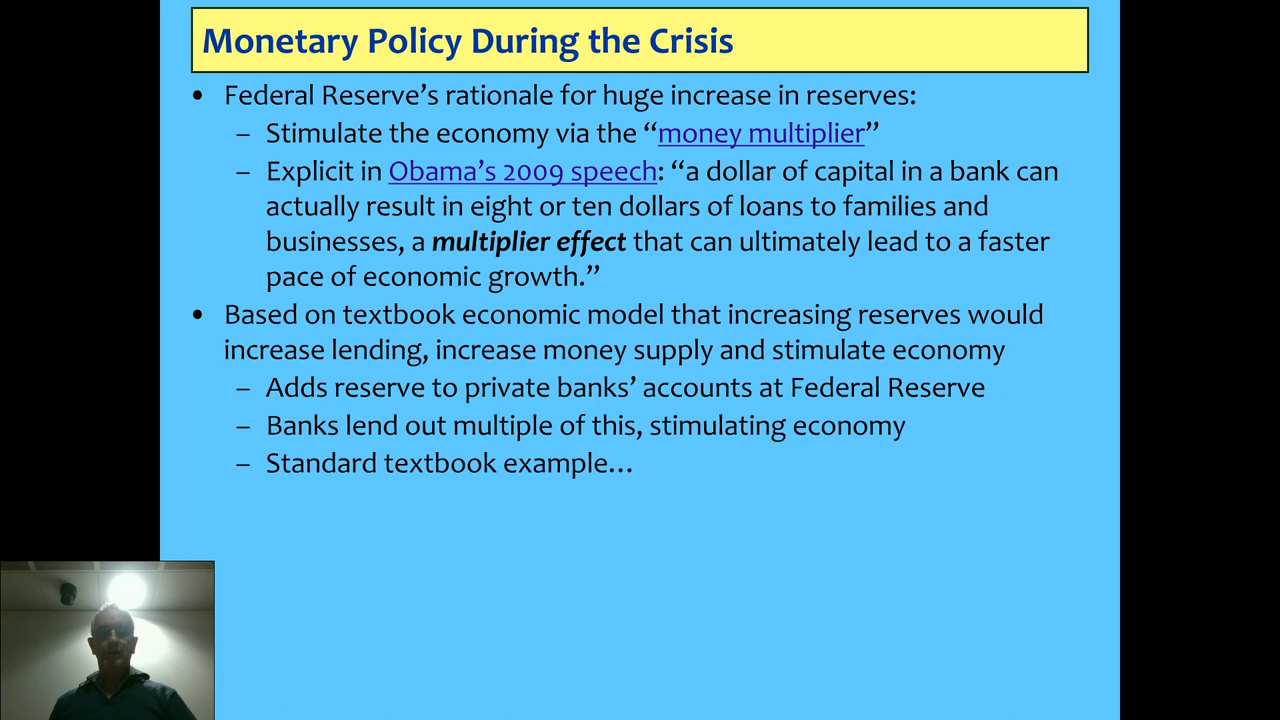 Monetary Policy During the Crisis
• Federal Reserve’s rationale for huge increase in reserves:
– Stimulate the economy via the “money multiplier”
– Explicit in Obama’s 2009 speech: “a dollar of capital in a bank can
actually result in eight or ten dollars of loans to families and
businesses, a multiplier effect that can ultimately lead to a faster
pace of economic growth.”
• Based on textbook economic model that increasing reserves would
increase lending, increase money supply and stimulate economy
– Adds reserve to private banks’ accounts at Federal Reserve
– Banks lend out multiple of this, stimulating economy
– Standard textbook example…